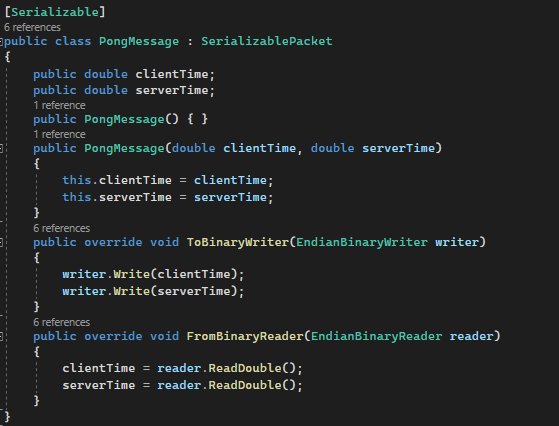 [Serializable]
6 references
public class PongMessage : SerializablePacket
{
public double clientTime;
public double serverTime;
1 reference
public PongMessage() { }
1 reference
public PongMessage(double clientTime, double serverTime)
{
this.clientTime = clientTime;
this.serverTime = serverTime;
}
6 references
public override void ToBinaryWriter(EndianBinaryWriter writer)
{
writer.Write(clientTime);
writer.Write(serverTime);
}
6 references
public override void FromBinaryReader(EndianBinaryReader reader)
{
clientTime = reader.ReadDouble();
serverTime = reader.ReadDouble();
}
}